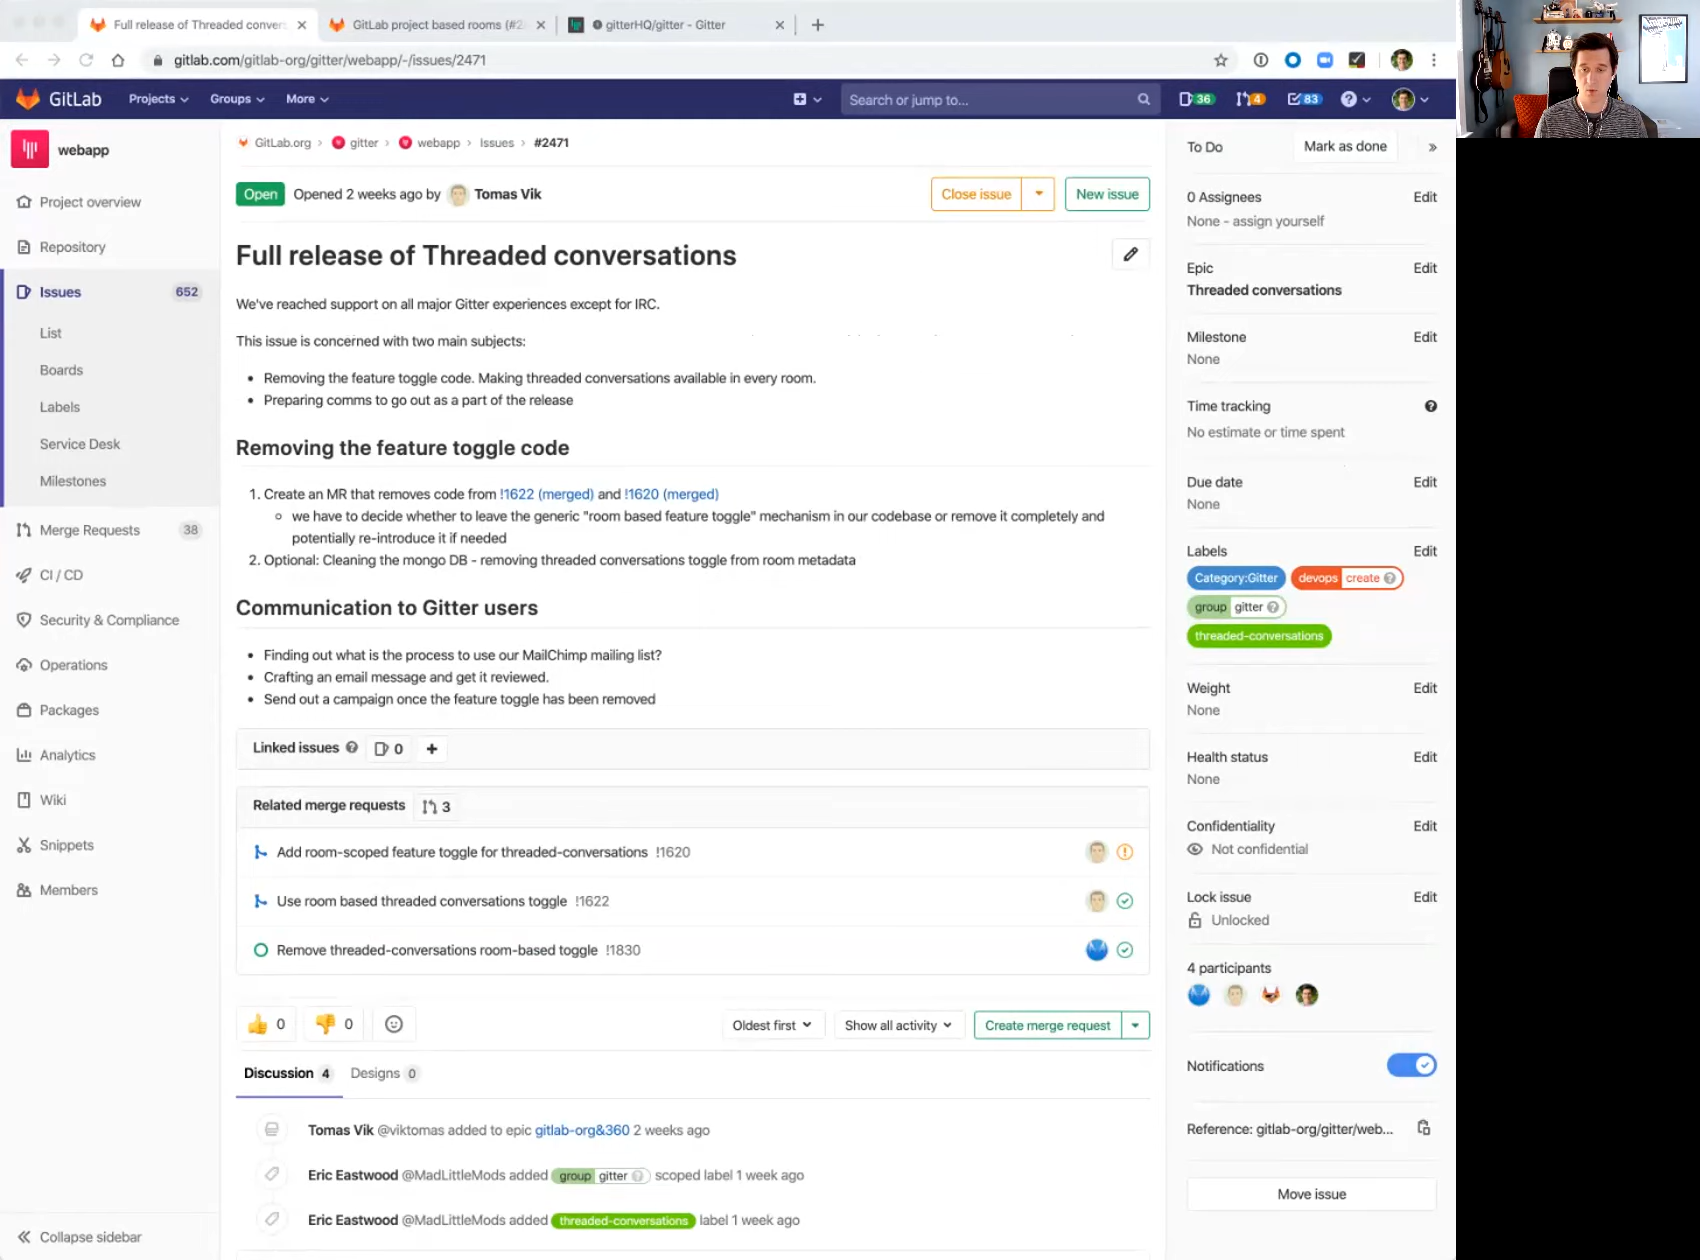 Full release of Threaded conver
GitLab project based rooms (#2
gitterHQ/gitter - Gitter
gitlab.com/gitlab-org/gitter/webapp/-/issues/2471
GitLab
Projects
Groups
More
Search or jump to...
36
4
83
webapp
Project overview
Repository
Issues 652
List
Boards
Labels
Service Desk
Milestones
Merge Requests 38
CI / CD
Security & Compliance
Operations
Packages
Analytics
Wiki
Snippets
Members
Collapse sidebar
GitLab.org › gitter › webapp › Issues › #2471
Open Opened 2 weeks ago by Tomas Vik
Close issue
New issue
Full release of Threaded conversations
We've reached support on all major Gitter experiences except for IRC.
This issue is concerned with two main subjects:
• Removing the feature toggle code. Making threaded conversations available in every room.
• Preparing comms to go out as a part of the release
Removing the feature toggle code
1. Create an MR that removes code from !1622 (merged) and !1620 (merged)
we have to decide whether to leave the generic "room based feature toggle" mechanism in our codebase or remove it completely and
potentially re-introduce it if needed
2. Optional: Cleaning the mongo DB - removing threaded conversations toggle from room metadata
Communication to Gitter users
• Finding out what is the process to use our MailChimp mailing list?
• Crafting an email message and get it reviewed.
• Send out a campaign once the feature toggle has been removed
Linked issues 0
Related merge requests 3
Add room-scoped feature toggle for threaded-conversations !1620
Use room based threaded conversations toggle !1622
Remove threaded-conversations room-based toggle !1830
0
0
Oldest first
Show all activity
Create merge request
Discussion 4
Designs 0
Tomas Vik @viktomas added to epic gitlab-org&360 2 weeks ago
Eric Eastwood @MadLittleMods added group gitter scoped label 1 week ago
Eric Eastwood @MadLittleMods added threaded-conversations label 1 week ago
To Do
Mark as done
0 Assignees Edit
None - assign yourself
Epic Edit
Threaded conversations
Milestone Edit
None
Time tracking
No estimate or time spent
Due date Edit
None
Labels Edit
Category:Gitter devops create
group gitter
threaded-conversations
Weight Edit
None
Health status Edit
None
Confidentiality Edit
Not confidential
Lock issue Edit
Unlocked
4 participants
Notifications
Reference: gitlab-org/gitter/web...
Move issue